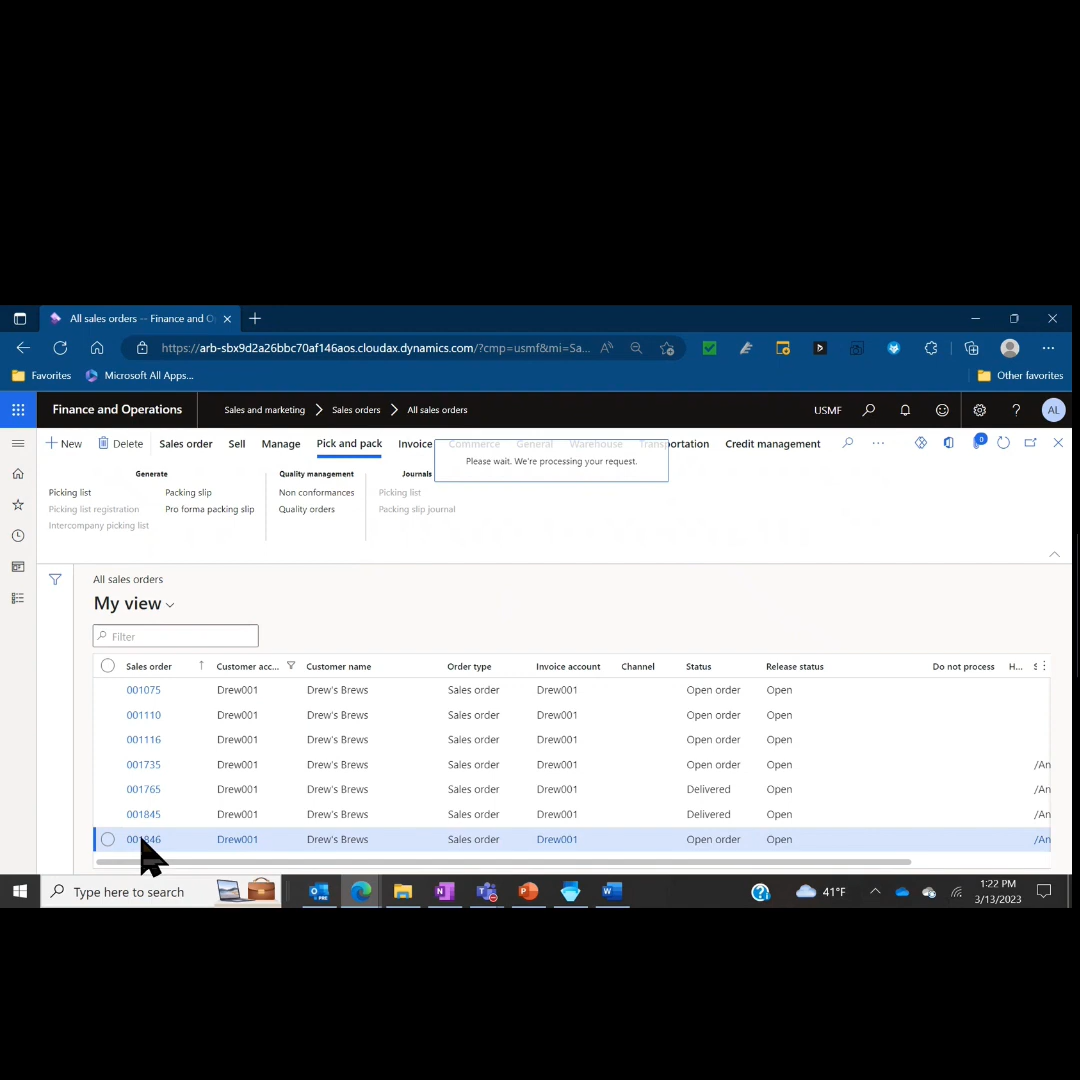 All sales orders -- Finance and O
https://arb-sbx9d2a26bbc70af146aos.cloudax.dynamics.com/?cmp=usmf&mi=Sa...
Favorites Microsoft All Apps... Other favorites
Finance and Operations Sales and marketing Sales orders All sales orders USMF ? AL
New Delete Sales order Sell Manage Pick and pack Invoice Commerce General Warehouse Transportation Credit management ... 0
Please wait. We're processing your request.
Generate Quality management Journals
Picking list Packing slip Non conformances Picking list
Picking list registration Pro forma packing slip Quality orders Packing slip journal
Intercompany picking list
All sales orders
My view
Filter
Sales order Customer acc... Customer name Order type Invoice account Channel Status Release status Do not process H... S
001075 Drew001 Drew's Brews Sales order Drew001 Open order Open
001110 Drew001 Drew's Brews Sales order Drew001 Open order Open
001116 Drew001 Drew's Brews Sales order Drew001 Open order Open
001735 Drew001 Drew's Brews Sales order Drew001 Open order Open /An
001765 Drew001 Drew's Brews Sales order Drew001 Delivered Open /An
001845 Drew001 Drew's Brews Sales order Drew001 Delivered Open /An
001846 Drew001 Drew's Brews Sales order Drew001 Open order Open /An
Type here to search 41°F 1:22 PM
3/13/2023